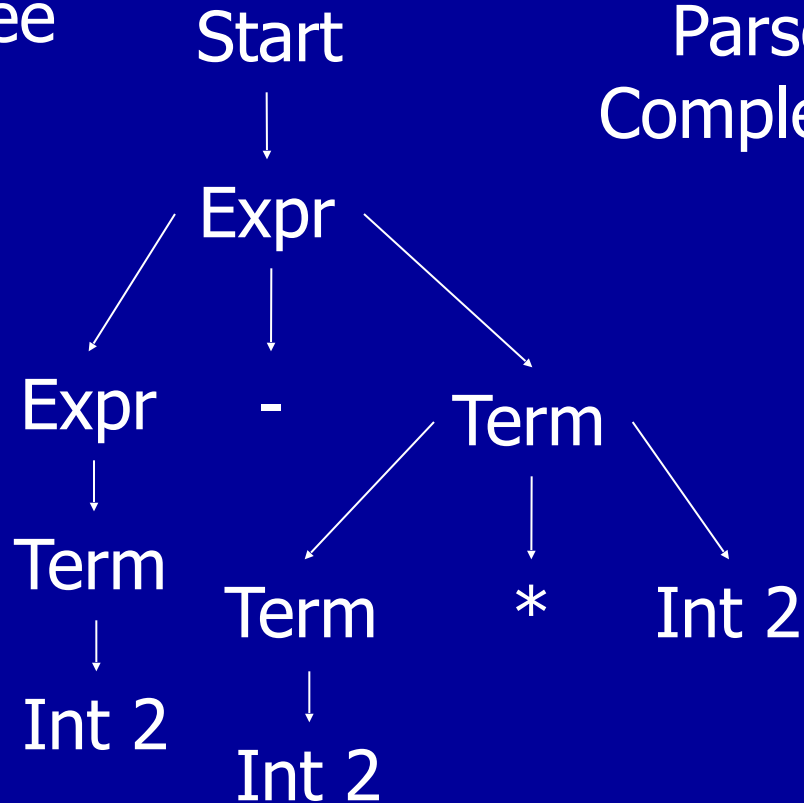 Start
Expr
Expr - Term
Term
Term * Int 2
Int 2
Int 2